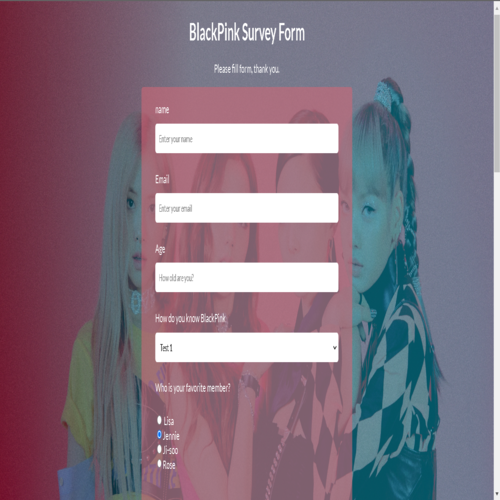 BlackPink Survey Form
Please fill form, thank you.
name
Enter your name
Email
Enter your email
Age
How old are you?
How do you know BlackPink
Test 1
Who is your favorite member?
Lisa
Jennie
Ji-soo
Rose